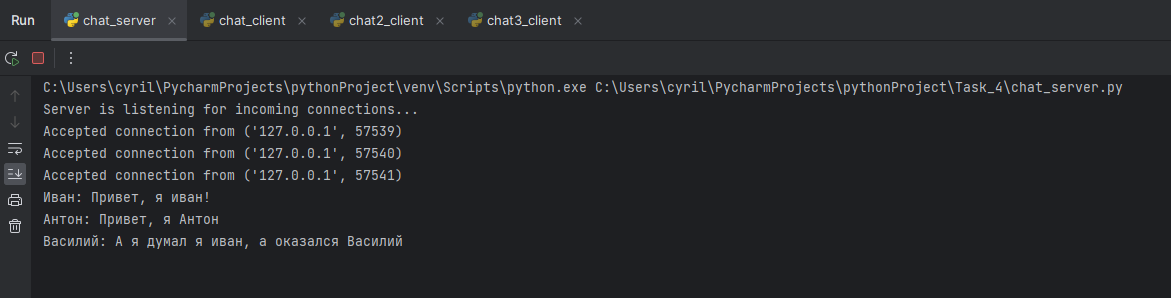 Run chat_server chat_client chat2_client chat3_client
C:\Users\cyril\PycharmProjects\pythonProject\venv\Scripts\python.exe C:\Users\cyril\PycharmProjects\pythonProject\Task_4\chat_server.py
Server is listening for incoming connections...
Accepted connection from ('127.0.0.1', 57539)
Accepted connection from ('127.0.0.1', 57540)
Accepted connection from ('127.0.0.1', 57541)
Иван: Привет, я иван!
Антон: Привет, я Антон
Василий: А я думал я иван, а оказался Василий